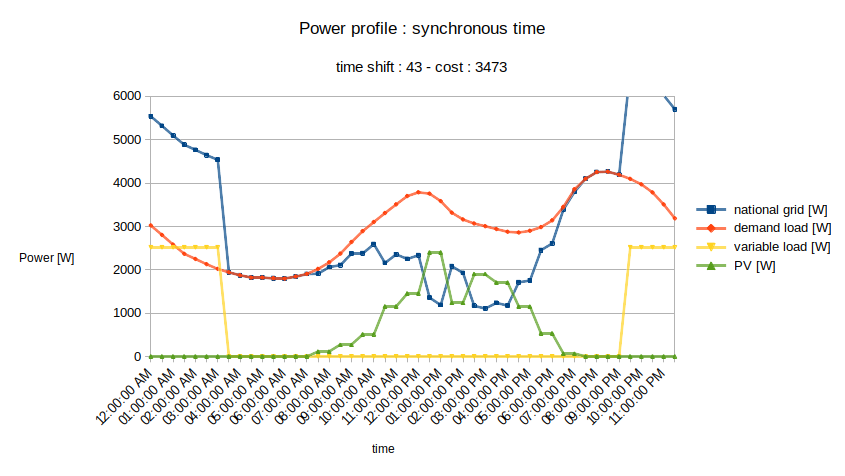 Power profile : synchronous time
time shift : 43 - cost : 3473
6000
5000
4000
3000
2000
1000
0
Power [W]
national grid [W]
demand load [W]
variable load [W]
PV [W]
12:00:00 AM
01:00:00 AM
02:00:00 AM
03:00:00 AM
04:00:00 AM
05:00:00 AM
06:00:00 AM
07:00:00 AM
08:00:00 AM
09:00:00 AM
10:00:00 AM
11:00:00 AM
12:00:00 PM
01:00:00 PM
02:00:00 PM
03:00:00 PM
04:00:00 PM
05:00:00 PM
06:00:00 PM
07:00:00 PM
08:00:00 PM
09:00:00 PM
10:00:00 PM
11:00:00 PM
time